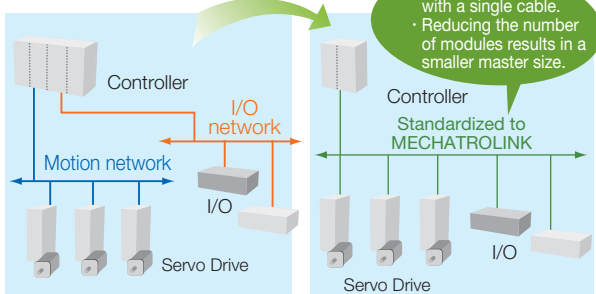 with a single cable.
· Reducing the number
of modules results in a
smaller master size.
Controller
I/O
network
Motion network
I/O
Servo Drive
Controller
Standardized to
MECHATROLINK
I/O
Servo Drive